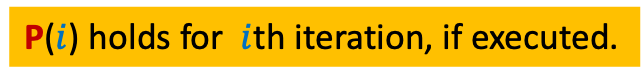 P(i) holds for ith iteration, if executed.